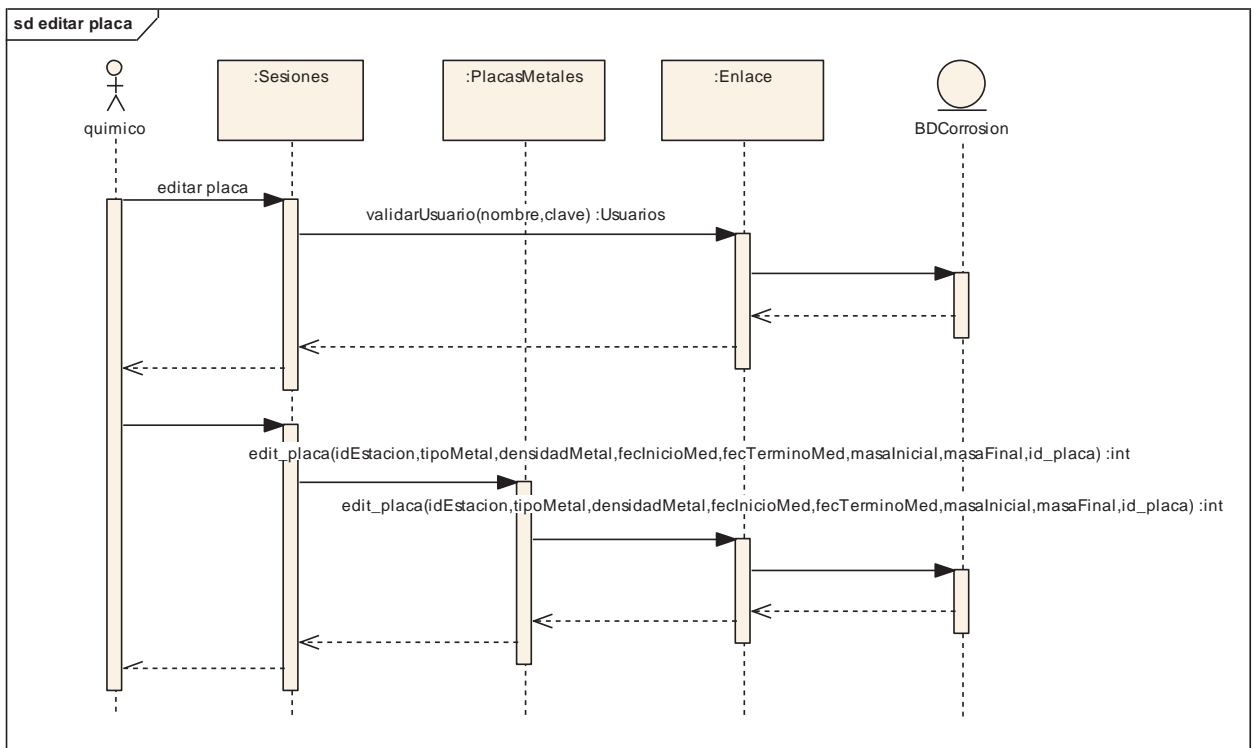 sd editar placa
quimico
:Sesiones
:PlacasMetales
:Enlace
BDCorrosion
editar placa
validarUsuario(nombre,clave) :Usuarios
edit_placa(idEstacion,tipoMetal,densidadMetal,fecInicioMed,fecTerminoMed,masaInicial,masaFinal,id_placa) :int
edit_placa(idEstacion,tipoMetal,densidadMetal,fecInicioMed,fecTerminoMed,masaInicial,masaFinal,id_placa) :int